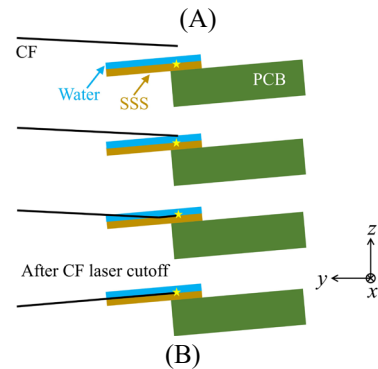 (A)
CF
Water
SSS
PCB
After CF laser cutoff
z
y
x
(B)